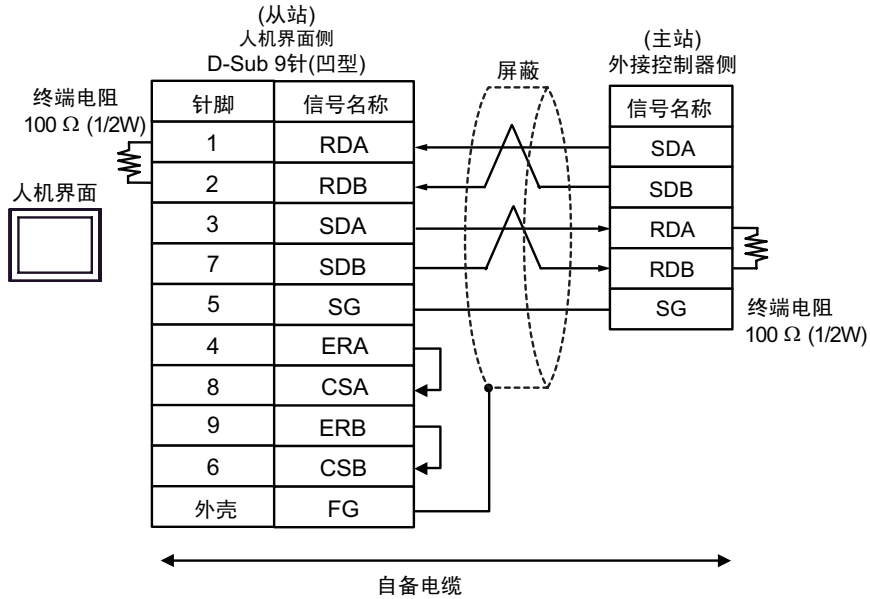 (从站)
人机界面侧
D-Sub 9针(凹型)
(主站)
外接控制器侧
屏蔽
终端电阻
100 Ω (1/2W)
人机界面
针脚 信号名称
1 RDA
2 RDB
3 SDA
7 SDB
5 SG
4 ERA
8 CSA
9 ERB
6 CSB
外壳 FG
信号名称
SDA
SDB
RDA
RDB
SG
终端电阻
100 Ω (1/2W)
自备电缆